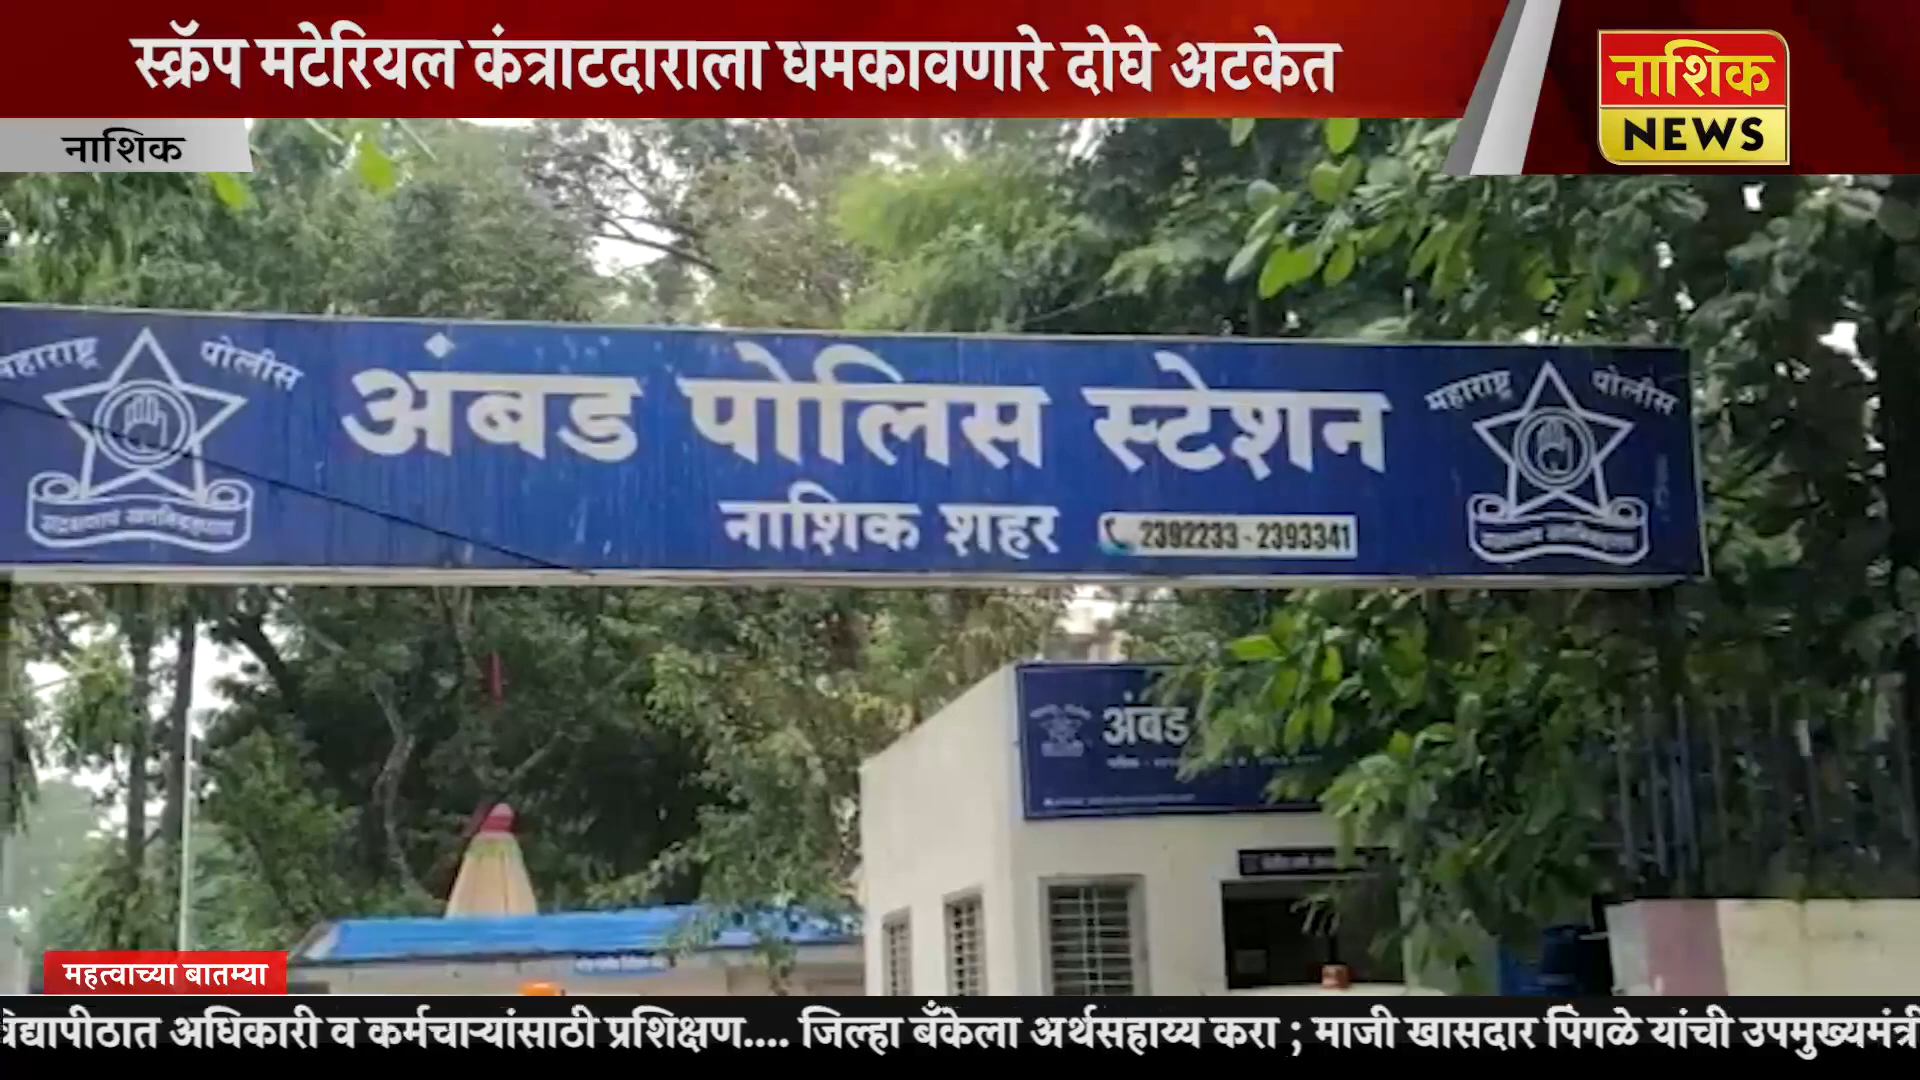 स्क्रॅप मटेरियल कंत्राटदाराला धमकावणारे दोघे अटकेत
नाशिक
NEWS
नाशिक
महाराष्ट्र पोलीस
अंबड पोलिस स्टेशन
महाराष्ट्र पोलीस
नाशिक शहर
2392233 - 2393341
अंबड
महत्वाच्या बातम्या
विद्यापीठात अधिकारी व कर्मचाऱ्यांसाठी प्रशिक्षण.... जिल्हा बँकेला अर्थसहाय्य करा ; माजी खासदार पिंगळे यांची उपमुख्यमंत्री